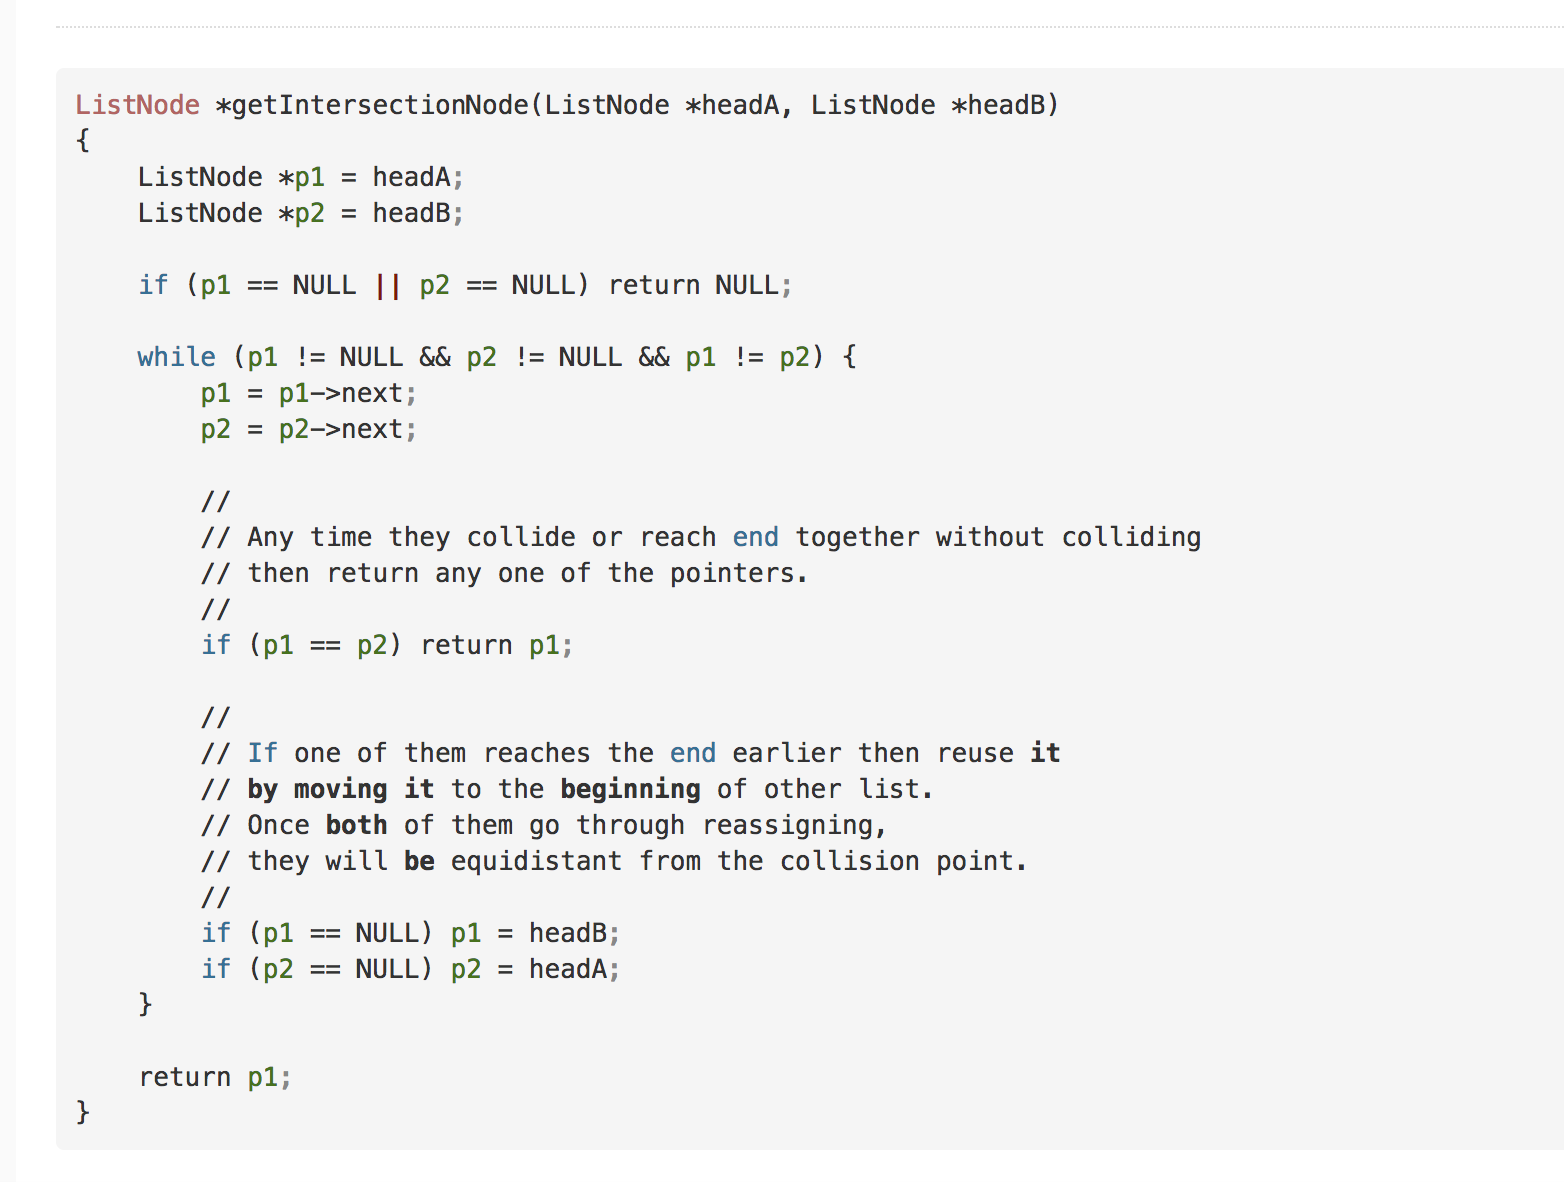 ListNode *getIntersectionNode(ListNode *headA, ListNode *headB)
{
    ListNode *p1 = headA;
    ListNode *p2 = headB;

    if (p1 == NULL || p2 == NULL) return NULL;

    while (p1 != NULL && p2 != NULL && p1 != p2) {
        p1 = p1->next;
        p2 = p2->next;

        //
        // Any time they collide or reach end together without colliding
        // then return any one of the pointers.
        //
        if (p1 == p2) return p1;

        //
        // If one of them reaches the end earlier then reuse it
        // by moving it to the beginning of other list.
        // Once both of them go through reassigning,
        // they will be equidistant from the collision point.
        //
        if (p1 == NULL) p1 = headB;
        if (p2 == NULL) p2 = headA;
    }

    return p1;
}